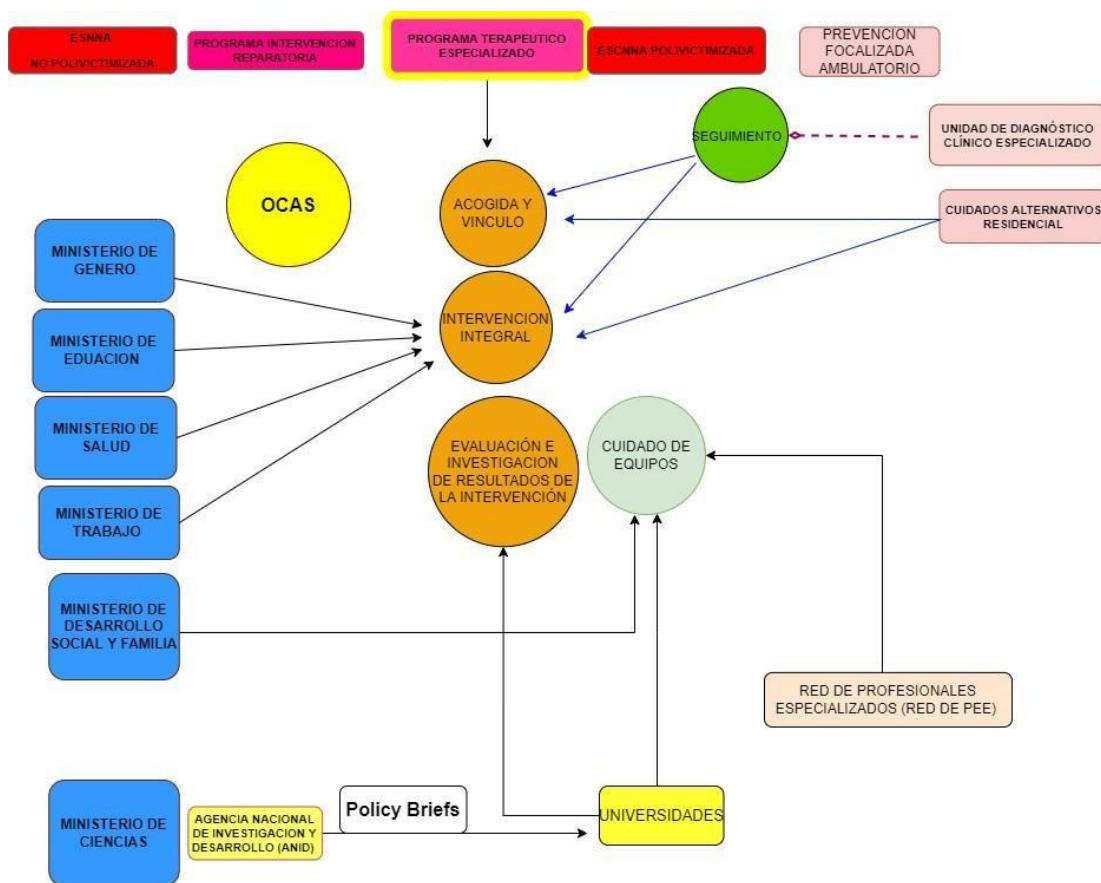 ESNNA
NO POLIVICTIMIZADA
PROGRAMA INTERVENCION
REPARATORIA
PROGRAMA TERAPEUTICO
ESPECIALIZADO
ESCNNA POLIVICTIMIZADA
PREVENCION
FOCALIZADA
AMBULATORIO
SEGUIMIENTO
UNIDAD DE DIAGNÓSTICO
CLÍNICO ESPECIALIZADO
OCAS
ACOGIDA Y
VINCULO
CUIDADOS ALTERNATIVOS
RESIDENCIAL
MINISTERIO DE
GENERO
INTERVENCION
INTEGRAL
MINISTERIO DE
EDUACION
MINISTERIO DE
SALUD
EVALUACIÓN E
INVESTIGACION
DE RESULTADOS DE
LA INTERVENCIÓN
CUIDADO DE
EQUIPOS
MINISTERIO DE
TRABAJO
MINISTERIO DE
DESARROLLO
SOCIAL Y FAMILIA
RED DE PROFESIONALES
ESPECIALIZADOS (RED DE PEE)
MINISTERIO DE
CIENCIAS
AGENCIA NACIONAL
DE INVESTIGACION Y
DESARROLLO (ANID)
Policy Briefs
UNIVERSIDADES